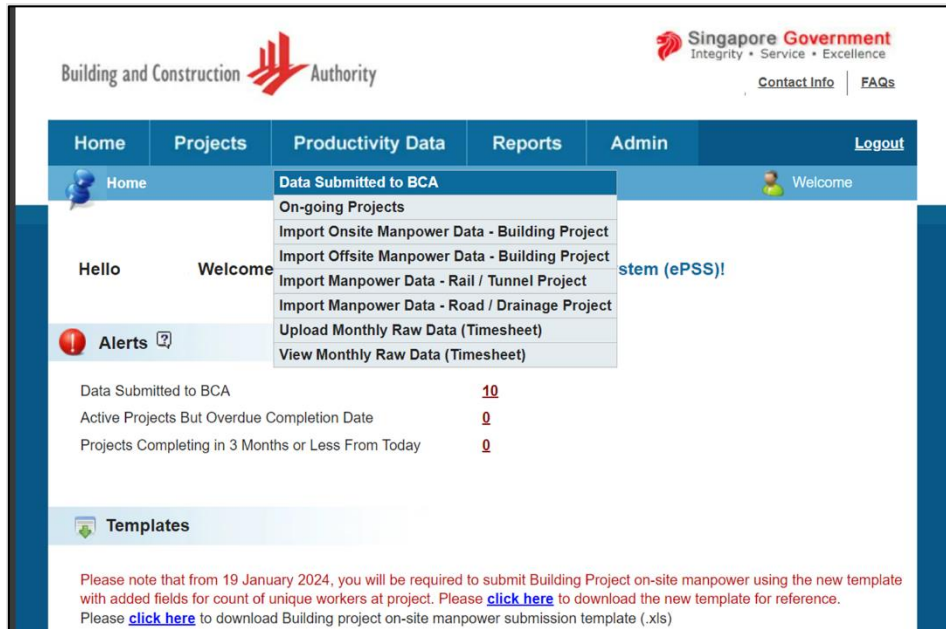 Building and Construction Authority
Singapore Government
Integrity • Service • Excellence
Contact Info
FAQs
Home
Projects
Productivity Data
Reports
Admin
Logout
Home
Welcome
Data Submitted to BCA
On-going Projects
Import Onsite Manpower Data - Building Project
Import Offsite Manpower Data - Building Project
Import Manpower Data - Rail / Tunnel Project
Import Manpower Data - Road / Drainage Project
Upload Monthly Raw Data (Timesheet)
View Monthly Raw Data (Timesheet)
Hello Welcome stem (ePSS)!
Alerts
Data Submitted to BCA 10
Active Projects But Overdue Completion Date 0
Projects Completing in 3 Months or Less From Today 0
Templates
Please note that from 19 January 2024, you will be required to submit Building Project on-site manpower using the new template
with added fields for count of unique workers at project. Please click here to download the new template for reference.
Please click here to download Building project on-site manpower submission template (.xls)